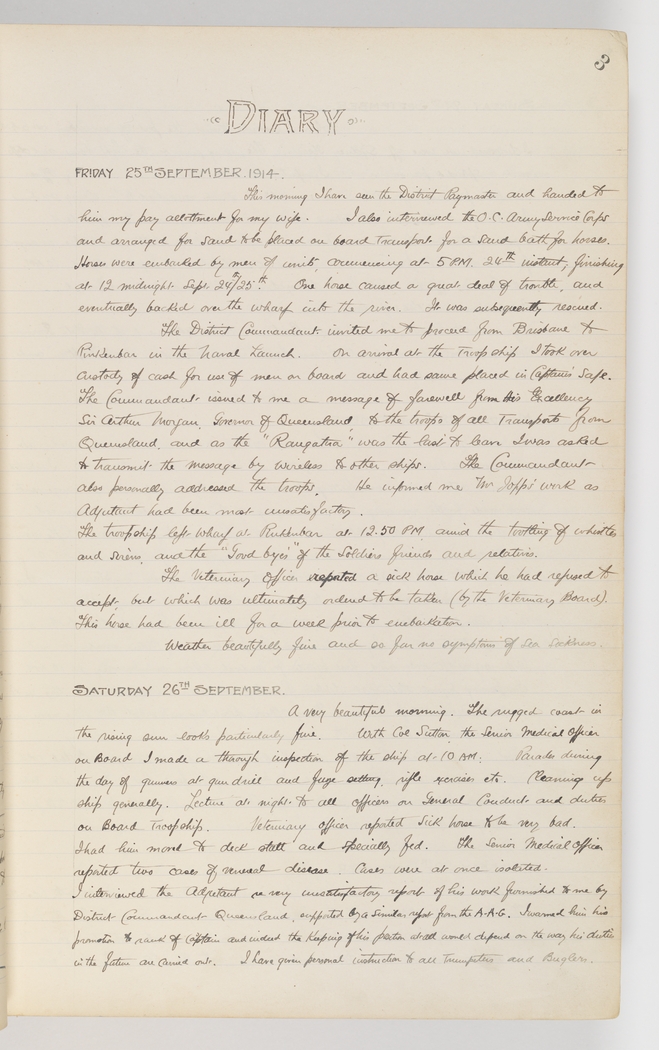 3
DIARY
FRIDAY 25TH SEPTEMBER. 1914.
This morning I have seen the District Paymaster and handed to
him my pay allotment for my wife. I also interviewed the O.C. Army Service Corps
and arranged for sand to be placed on board Transport for a sand bath for horses.
Horses were embarked by men of units, commencing at 5 P.M. 24th instant, finishing
at 12 midnight Sept 24th/25th. One horse caused a great deal of trouble, and
eventually backed over the wharf into the river. It was subsequently rescued.
The District Commandant invited me to proceed from Brisbane to
Pinkenbar in the Naval Launch. On arrival at the Troopship I took over
custody of cash for use of men on board and had same placed in Captain's Safe.
The Commandant issued to me a message of farewell from His Excellency
Sir Arthur Morgan, Governor of Queensland, to the troops of all Transports from
Queensland, and as the "Rangatira" was the last to leave I was asked
to transmit the message by wireless to other ships. The Commandant
also personally addressed the troops. He informed me Mr work as
Adjutant had been most unsatisfactory.
The troopship left wharf at Pinkenbar at 12.50 PM. amid the tootling of whistles
and sirens, and the "Good byes" of the Soldiers friends and relatives.
The Veterinary Officer reported a sick horse which he had refused to
accept, but which was ultimately ordered to be taken (by the Veterinary Board).
This horse had been ill for a week prior to embarkation.
Weather beautifully fine and so far no symptoms of Sea Sickness.
SATURDAY 26TH SEPTEMBER.
A very beautiful morning. The rugged coast in
the rising sun looks particularly fine. With Col Sutton the Senior Medical Officer
on Board I made a through inspection of the ship at 10 AM. Parades during
the day of gunners at gun drill and fuze setting, rifle exercises etc. Cleaning up
ship generally. Lecture at night to all officers on General Conduct and duties
on Board Troopship. Veterinary officer reported Sick horse to be very bad.
I had him moved to deck stall and specially fed. The Senior Medical Officer
reported two cases of veneral disease. Cases were at once isolated.
I interviewed the Adjutant re very unsatisfactory report of his work furnished to me by
District Commandant Queensland, supported by a similar report from the A.A.G. I warned him his
promotion to rank of Captain and indeed the keeping of his position at all would depend on the way his duties
in the future are carried out. I have given personal instruction to all Trumpeters and Buglers.